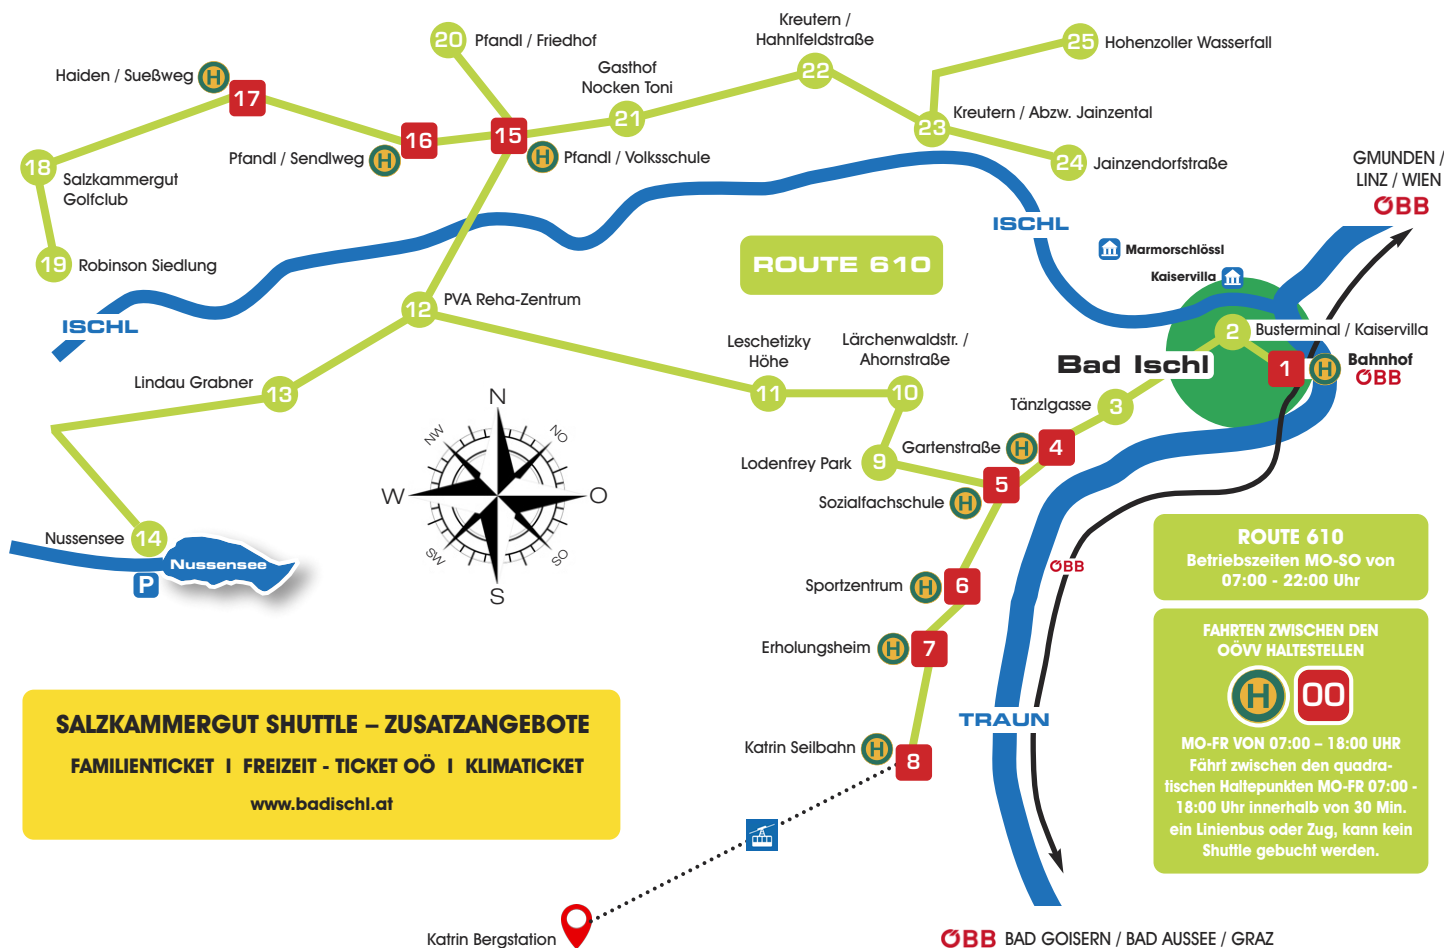 20
Pfandl / Friedhof
Kreutern /
Hahnlfeldstraße
25
Hohenzoller Wasserfall
Haiden / Sueßweg
H
17
Gasthof
Nocken Toni
22
21
Kreutern / Abzw. Jainzental
23
16
15
Pfandl / Sendlweg
H
H
Pfandl / Volksschule
24
Jainzendorfstraße
18
Salzkammergut
Golfclub
19
Robinson Siedlung
GMUNDEN /
LINZ / WIEN
ÖBB
ISCHL
Marmorschlössl
Kaiservilla
ROUTE 610
ISCHL
12
PVA Reha-Zentrum
2
Busterminal / Kaiservilla
Bad Ischl
1
H
Bahnhof
ÖBB
Leschetizky
Höhe
Lärchenwaldstr. /
Ahornstraße
Lindau Grabner
13
11
10
Tänzlgasse
3
N
NW
NO
W
O
SW
SO
S
Gartenstraße
H
4
Lodenfrey Park
9
5
Sozialfachschule
H
Nussensee
14
Nussensee
P
ÖBB
Sportzentrum
H
6
Erholungsheim
H
7
TRAUN
Katrin Seilbahn
H
8
ROUTE 610
Betriebszeiten MO-SO von
07:00 - 22:00 Uhr
FAHRTEN ZWISCHEN DEN
OÖVV HALTESTELLEN
H
00
MO-FR VON 07:00 – 18:00 UHR
Fährt zwischen den quadra-
tischen Haltepunkten MO-FR 07:00 -
18:00 Uhr innerhalb von 30 Min.
ein Linienbus oder Zug, kann kein
Shuttle gebucht werden.
SALZKAMMERGUT SHUTTLE – ZUSATZANGEBOTE
FAMILIENTICKET I FREIZEIT - TICKET OÖ I KLIMATICKET
www.badischl.at
Katrin Bergstation
ÖBB BAD GOISERN / BAD AUSSEE / GRAZ